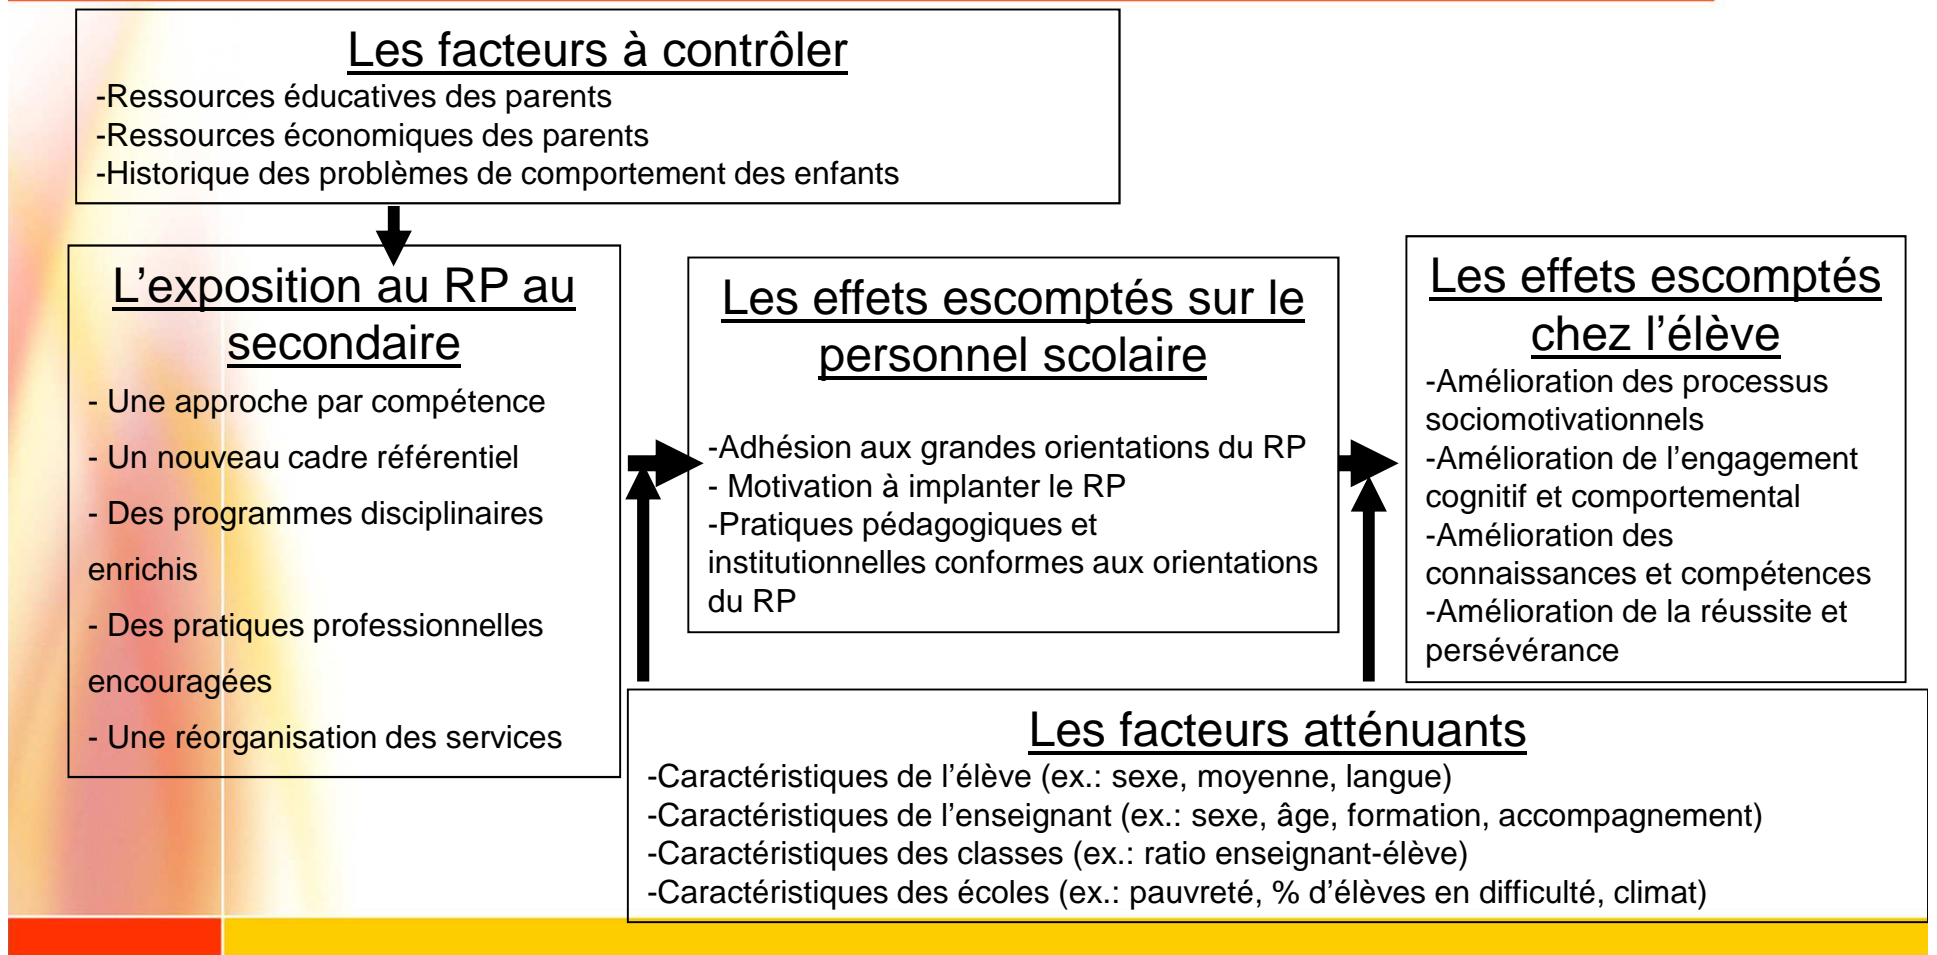 Les facteurs à contrôler
-Ressources éducatives des parents
-Ressources économiques des parents
-Historique des problèmes de comportement des enfants
L’exposition au RP au
secondaire
- Une approche par compétence
- Un nouveau cadre référentiel
- Des programmes disciplinaires
enrichis
- Des pratiques professionnelles
encouragées
- Une réorganisation des services
Les effets escomptés sur le
personnel scolaire
-Adhésion aux grandes orientations du RP
- Motivation à implanter le RP
-Pratiques pédagogiques et
institutionnelles conformes aux orientations
du RP
Les effets escomptés
chez l’élève
-Amélioration des processus
sociomotivationnels
-Amélioration de l’engagement
cognitif et comportemental
-Amélioration des
connaissances et compétences
-Amélioration de la réussite et
persévérance
Les facteurs atténuants
-Caractéristiques de l’élève (ex.: sexe, moyenne, langue)
-Caractéristiques de l’enseignant (ex.: sexe, âge, formation, accompagnement)
-Caractéristiques des classes (ex.: ratio enseignant-élève)
-Caractéristiques des écoles (ex.: pauvreté, % d’élèves en difficulté, climat)